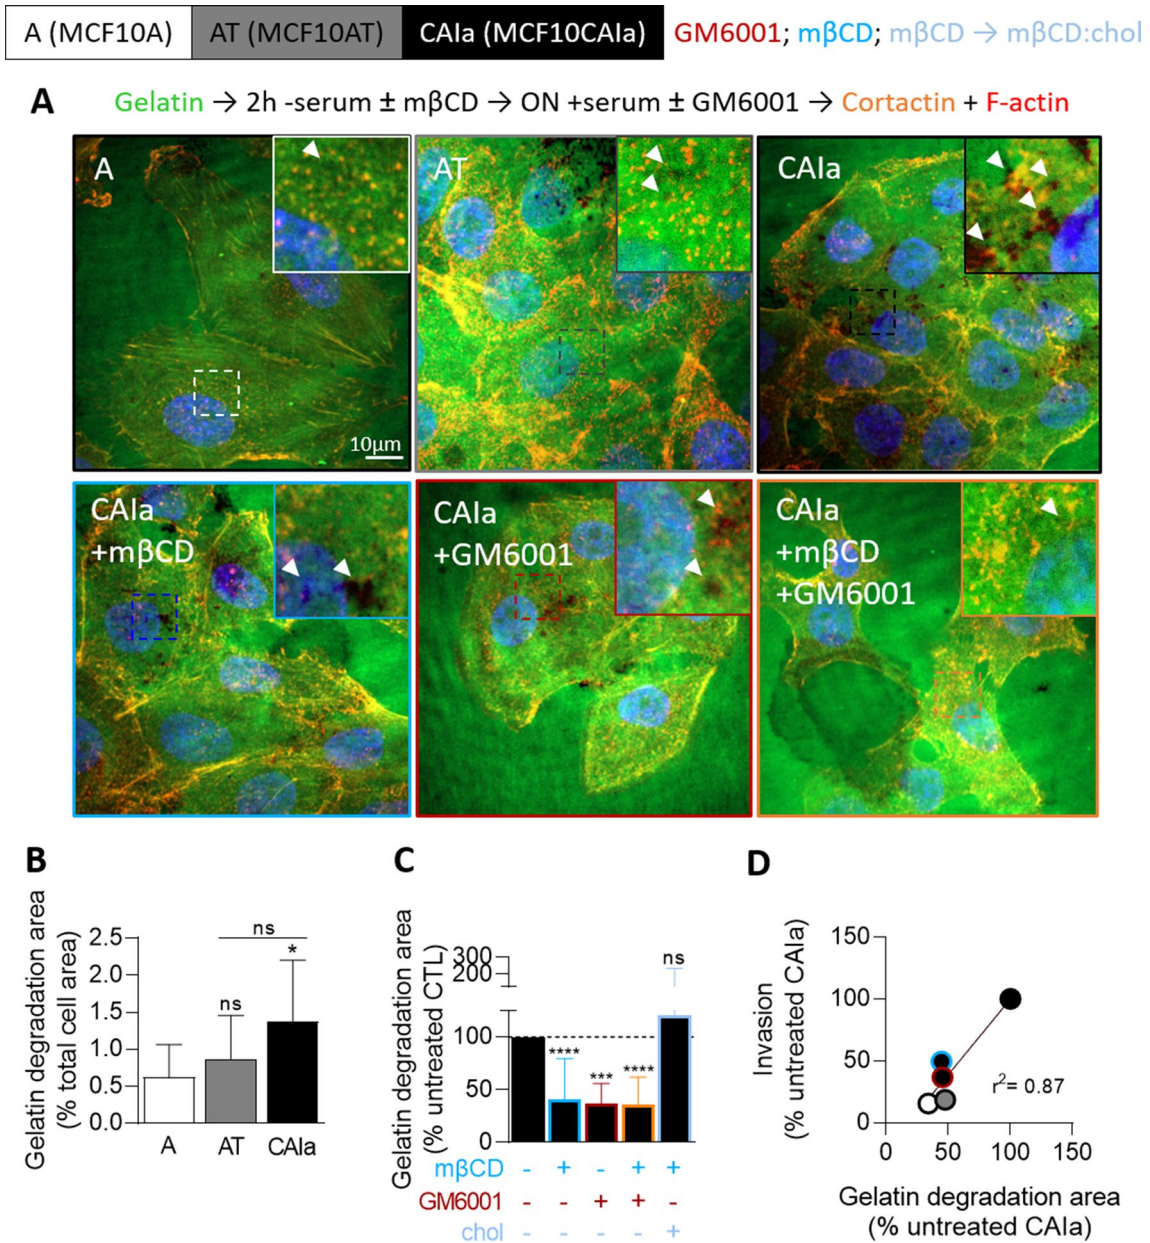 A (MCF10A) AT (MCF10AT) CAIa (MCF10CAIa) GM6001; mβCD; mβCD → mβCD:chol
A Gelatin → 2h -serum ± mβCD → ON +serum ± GM6001 → Cortactin + F-actin
A
AT
CAIa
10µm
CAIa
+mβCD
CAIa
+GM6001
CAIa
+mβCD
+GM6001
B
Gelatin degradation area
(% total cell area)
2.5
2.0
1.5
1.0
0.5
0.0
ns
ns
*
A AT CAIa
C
Gelatin degradation area
(% untreated CTL)
300
200
100
0
****
***
****
ns
mβCD - + - + +
GM6001 - - + + -
chol - - - - +
D
Invasion
(% untreated CAIa)
150
100
50
0
r²= 0.87
0 50 100 150
Gelatin degradation area
(% untreated CAIa)